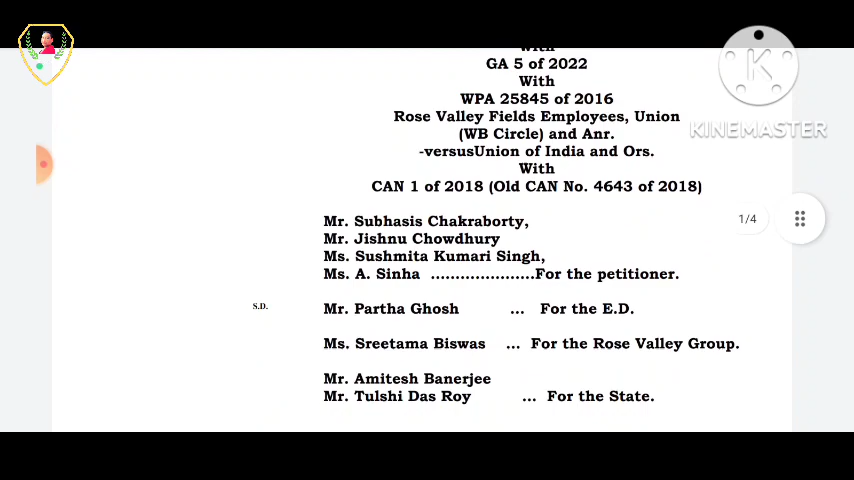 with
GA 5 of 2022
With
WPA 25845 of 2016
Rose Valley Fields Employees, Union
(WB Circle) and Anr.
-versusUnion of India and Ors.
With
CAN 1 of 2018 (Old CAN No. 4643 of 2018)
Mr. Subhasis Chakraborty,
Mr. Jishnu Chowdhury
Ms. Sushmita Kumari Singh,
Ms. A. Sinha .....................For the petitioner.
S.D. Mr. Partha Ghosh ... For the E.D.
Ms. Sreetama Biswas ... For the Rose Valley Group.
Mr. Amitesh Banerjee
Mr. Tulshi Das Roy ... For the State.
K
KINEMASTER
1/4